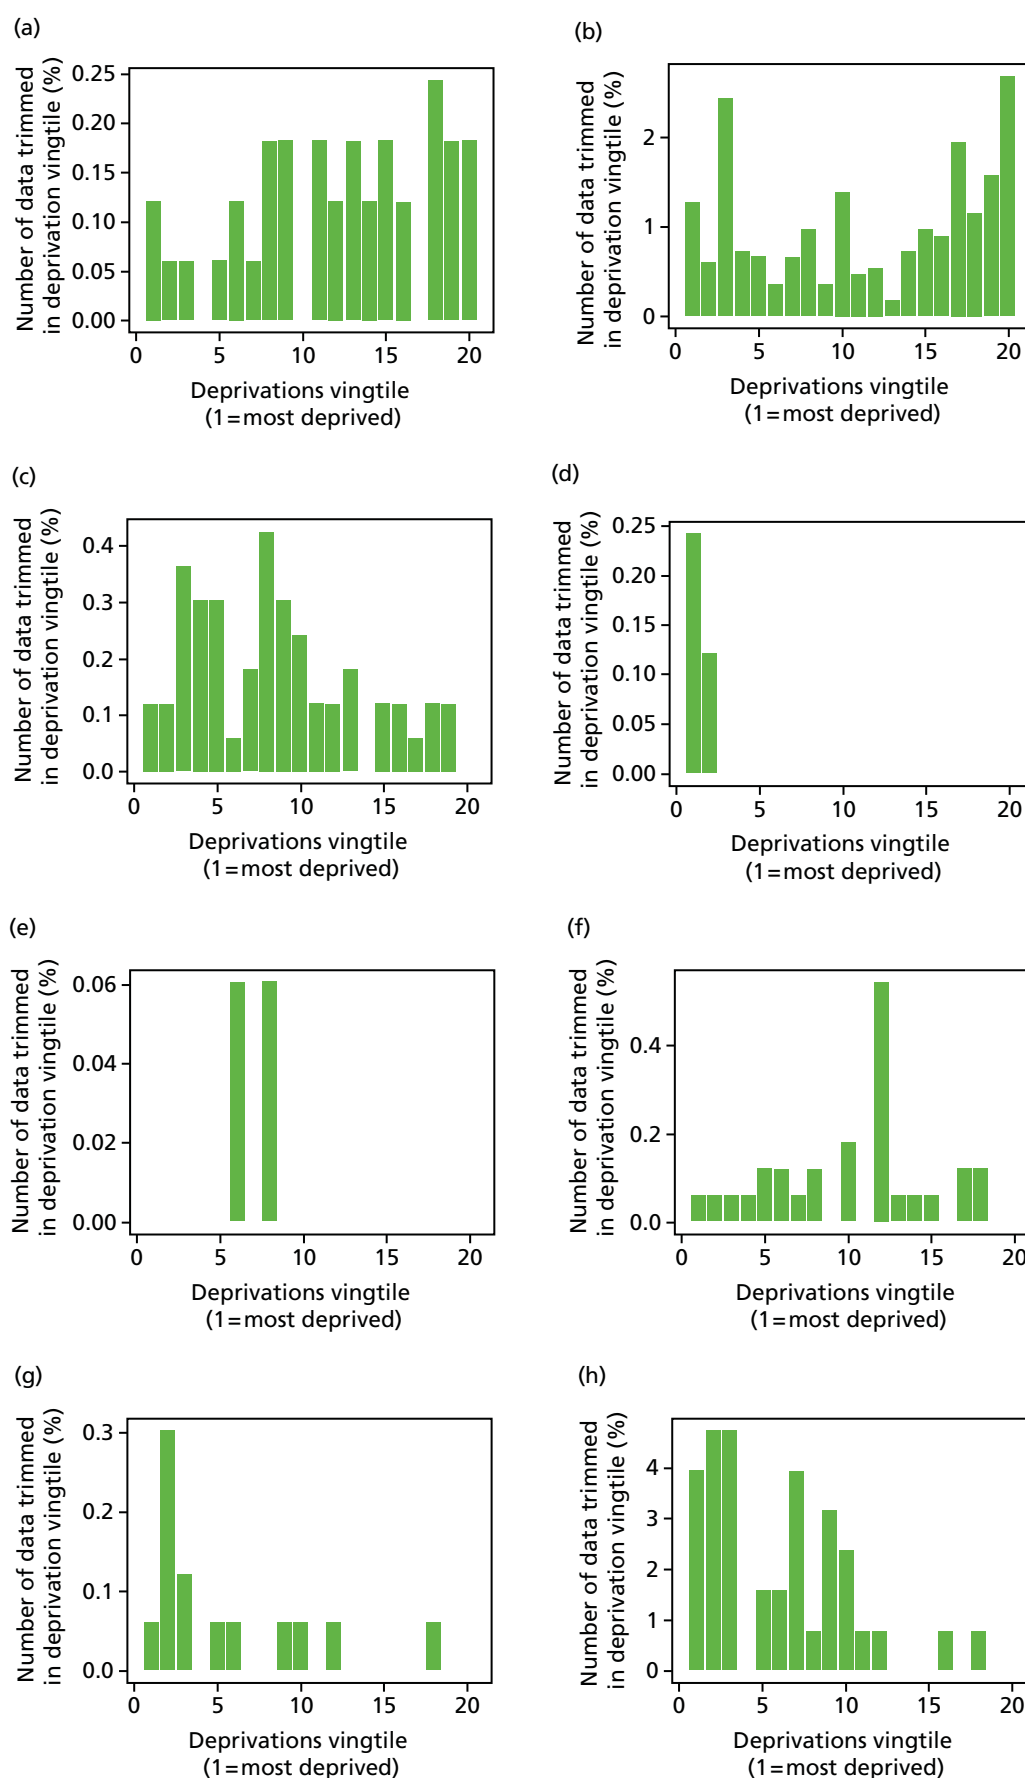 (a)
Number of data trimmed
in deprivation vingtile (%)
0.25
0.20
0.15
0.10
0.05
0.00
0 5 10 15 20
Deprivations vingtile
(1=most deprived)
(b)
Number of data trimmed
in deprivation vingtile (%)
2
1
0
0 5 10 15 20
Deprivations vingtile
(1=most deprived)
(c)
Number of data trimmed
in deprivation vingtile (%)
0.4
0.3
0.2
0.1
0.0
0 5 10 15 20
Deprivations vingtile
(1=most deprived)
(d)
Number of data trimmed
in deprivation vingtile (%)
0.25
0.20
0.15
0.10
0.05
0.00
0 5 10 15 20
Deprivations vingtile
(1=most deprived)
(e)
Number of data trimmed
in deprivation vingtile (%)
0.06
0.04
0.02
0.00
0 5 10 15 20
Deprivations vingtile
(1=most deprived)
(f)
Number of data trimmed
in deprivation vingtile (%)
0.4
0.2
0.0
0 5 10 15 20
Deprivations vingtile
(1=most deprived)
(g)
Number of data trimmed
in deprivation vingtile (%)
0.3
0.2
0.1
0.0
0 5 10 15 20
Deprivations vingtile
(1=most deprived)
(h)
Number of data trimmed
in deprivation vingtile (%)
4
3
2
1
0
0 5 10 15 20
Deprivations vingtile
(1=most deprived)